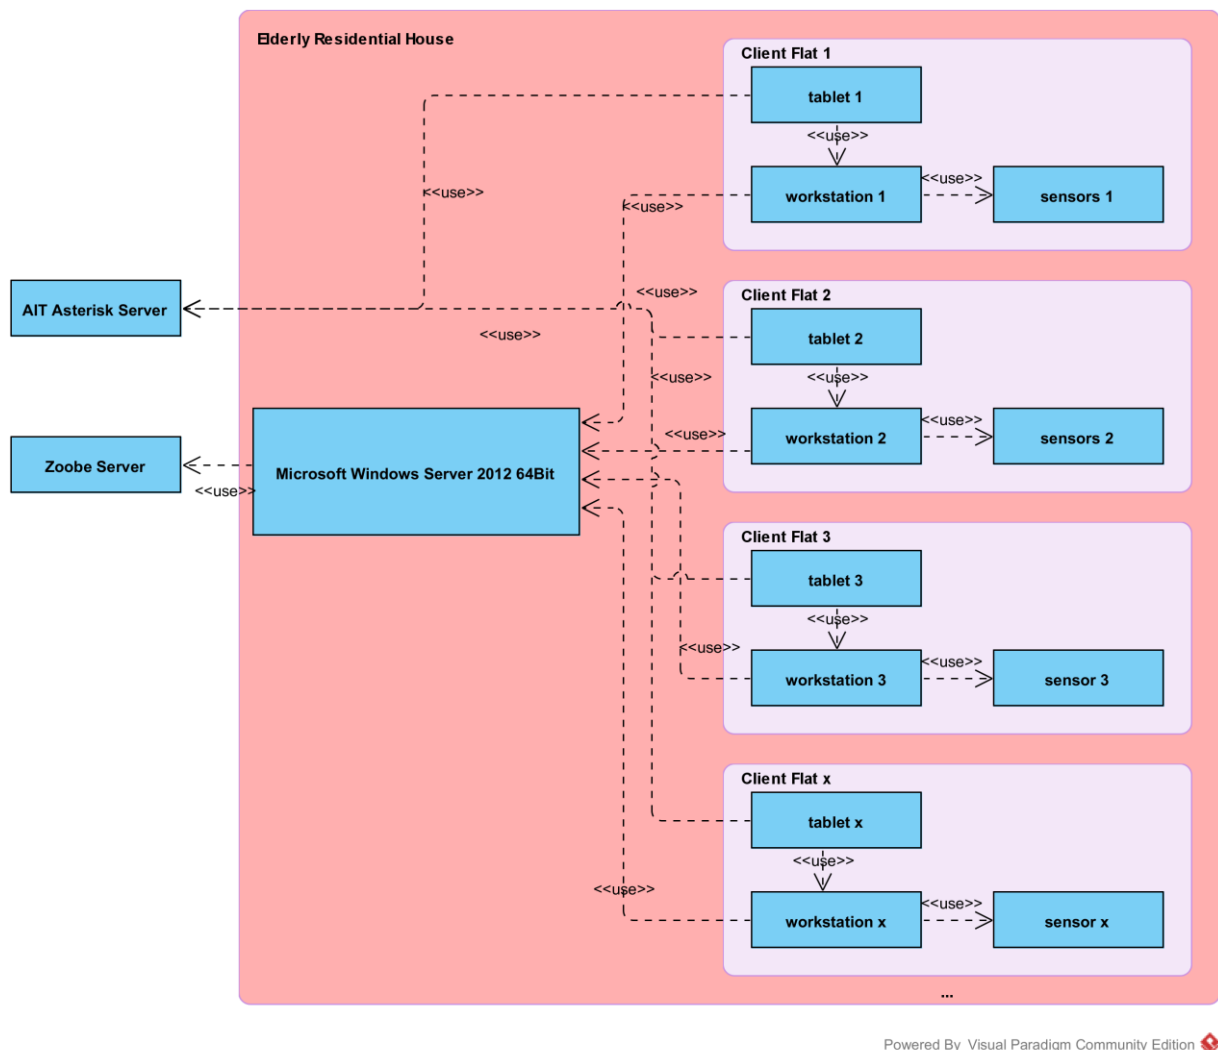 Elderly Residential House
Client Flat 1
tablet 1
<<use>>
<<use>>
workstation 1
<<use>>
sensors 1
<<use>>
AIT Asterisk Server
<<use>>
<<use>>
Client Flat 2
tablet 2
<<use>>
<<use>>
workstation 2
<<use>>
sensors 2
<<use>>
Zoobe Server
<<use>>
Microsoft Windows Server 2012 64Bit
Client Flat 3
tablet 3
<<use>>
<<use>>
workstation 3
<<use>>
sensor 3
Client Flat x
tablet x
<<use>>
<<use>>
workstation x
<<use>>
sensor x
...
Powered By Visual Paradigm Community Edition